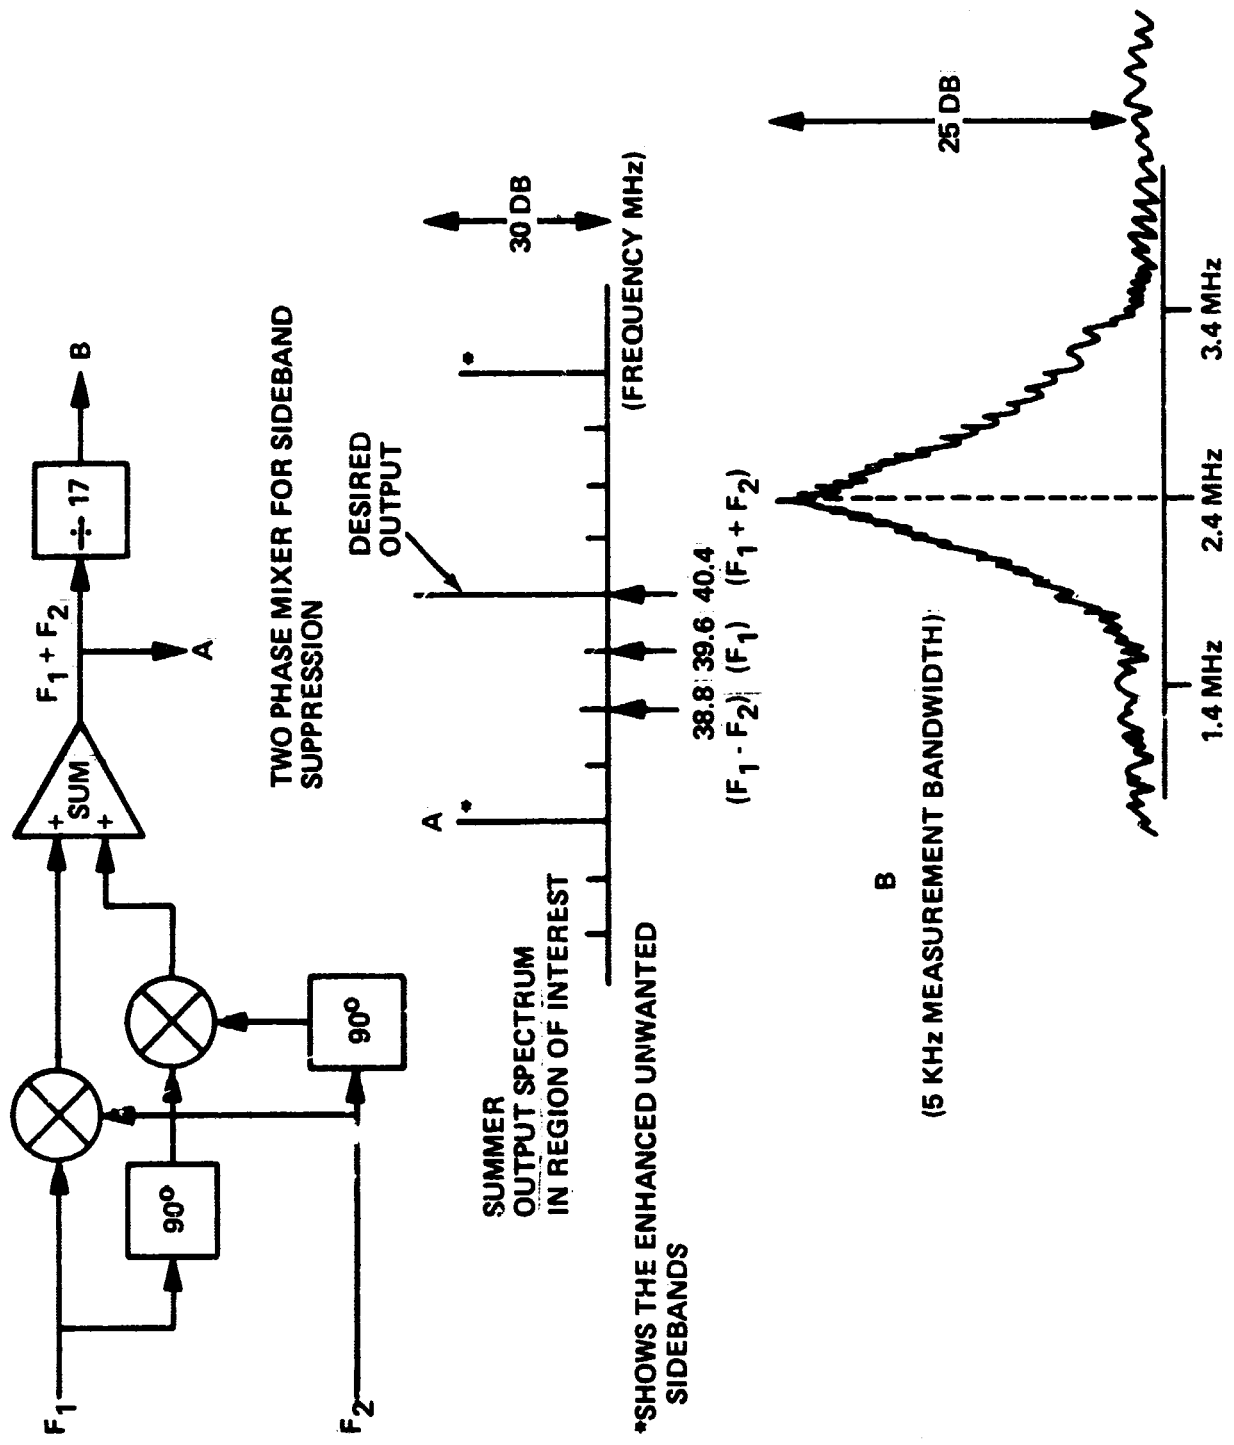 F1
F2
90°
90°
+
+
SUM
F1 + F2
÷ 17
B
A
TWO PHASE MIXER FOR SIDEBAND
SUPPRESSION
SUMMER
OUTPUT SPECTRUM
IN REGION OF INTEREST
A
*
DESIRED
OUTPUT
*
30 DB
(FREQUENCY MHz)
38.8 39.6 40.4
(F1 - F2) (F1) (F1 + F2)
*SHOWS THE ENHANCED UNWANTED
SIDEBANDS
B
(5 KHz MEASUREMENT BANDWIDTH)
25 DB
1.4 MHz
2.4 MHz
3.4 MHz